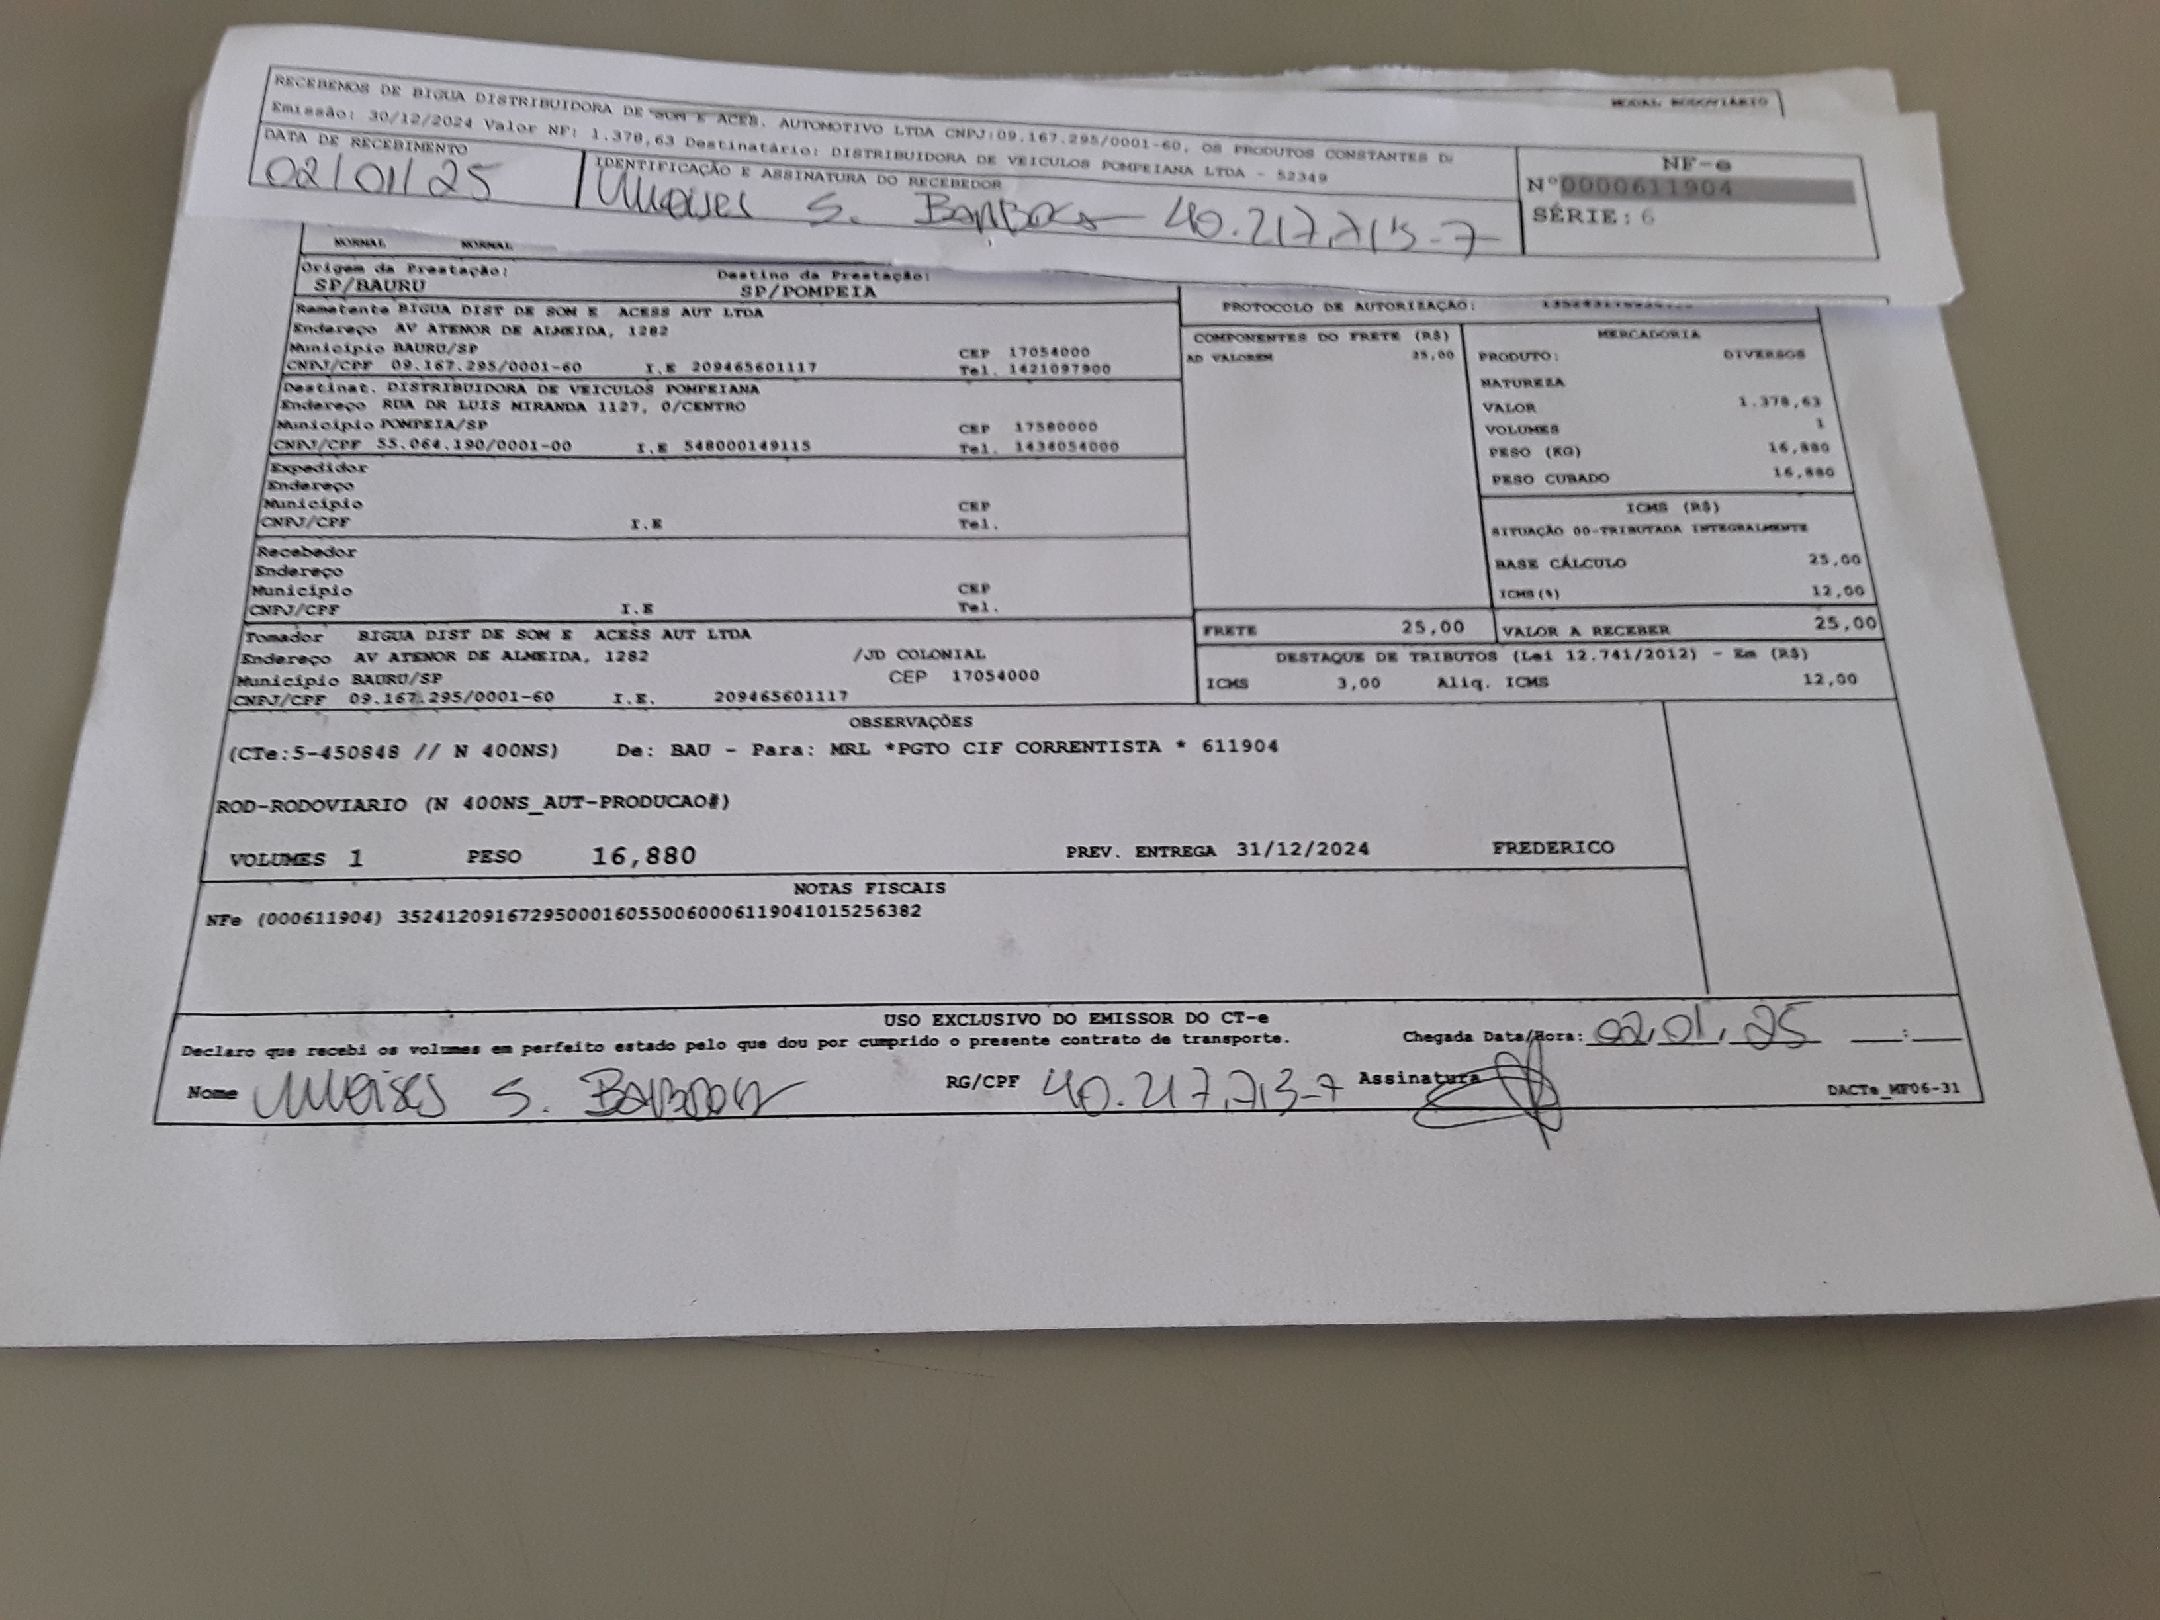 MODAL RODOVIÁRIO
RECEBEMOS DE BIGUA DISTRIBUIDORA DE SOM E ACES. AUTOMOTIVO LTDA CNPJ:09.167.295/0001-60, OS PRODUTOS CONSTANTES D
Emissão: 30/12/2024 Valor NF: 1.378,63 Destinatário: DISTRIBUIDORA DE VEICULOS POMPEIANA LTDA - 52349
DATA DE RECEBIMENTO
02/01/25
IDENTIFICAÇÃO E ASSINATURA DO RECEBEDOR
Moises S. Barbosa 40.217.713-7
NF-e
N°0000611904
SÉRIE: 6
NORMAL NORMAL
Origem da Prestação: Destino da Prestação:
SP/BAURU SP/POMPEIA
Remetente BIGUA DIST DE SOM E ACESS AUT LTDA
Endereço AV ATENOR DE ALMEIDA, 1282
Município BAURU/SP CEP 17054000
CNPJ/CPF 09.167.295/0001-60 I.E 209465601117 Tel. 1421097900
Destinat. DISTRIBUIDORA DE VEICULOS POMPEIANA
Endereço RUA DR LUIS MIRANDA 1127, 0/CENTRO
Município POMPEIA/SP CEP 17580000
CNPJ/CPF 55.064.190/0001-00 I.E 548000149115 Tel. 1434054000
Expedidor
Endereço
Município CEP
CNPJ/CPF I.E Tel.
Recebedor
Endereço
Município CEP
CNPJ/CPF I.E Tel.
Tomador BIGUA DIST DE SOM E ACESS AUT LTDA
Endereço AV ATENOR DE ALMEIDA, 1282 /JD COLONIAL
Município BAURU/SP CEP 17054000
CNPJ/CPF 09.167.295/0001-60 I.E. 209465601117
PROTOCOLO DE AUTORIZAÇÃO:
COMPONENTES DO FRETE (R$)
AD VALOREM 25,00
MERCADORIA
PRODUTO: DIVERSOS
NATUREZA
VALOR 1.378,63
VOLUMES 1
PESO (KG) 16,880
PESO CUBADO 16,880
ICMS (R$)
SITUAÇÃO 00-TRIBUTADA INTEGRALMENTE
BASE CÁLCULO 25,00
ICMS(%) 12,00
FRETE 25,00 VALOR A RECEBER 25,00
DESTAQUE DE TRIBUTOS (Lei 12.741/2012) - Em (R$)
ICMS 3,00 Aliq. ICMS 12,00
OBSERVAÇÕES
(CTe:5-450848 // N 400NS) De: BAU - Para: MRL *PGTO CIF CORRENTISTA * 611904
ROD-RODOVIARIO (N 400NS_AUT-PRODUCAO#)
VOLUMES 1 PESO 16,880 PREV. ENTREGA 31/12/2024 FREDERICO
NOTAS FISCAIS
NFe (000611904) 35241209167295000160550060006119041015256382
USO EXCLUSIVO DO EMISSOR DO CT-e
Declaro que recebi os volumes em perfeito estado pelo que dou por cumprido o presente contrato de transporte. Chegada Data/Hora: 02,01,25 __:__
Nome Moises S. Barbosa RG/CPF 40.217.713-7 Assinatura
DACTe_MF06-31